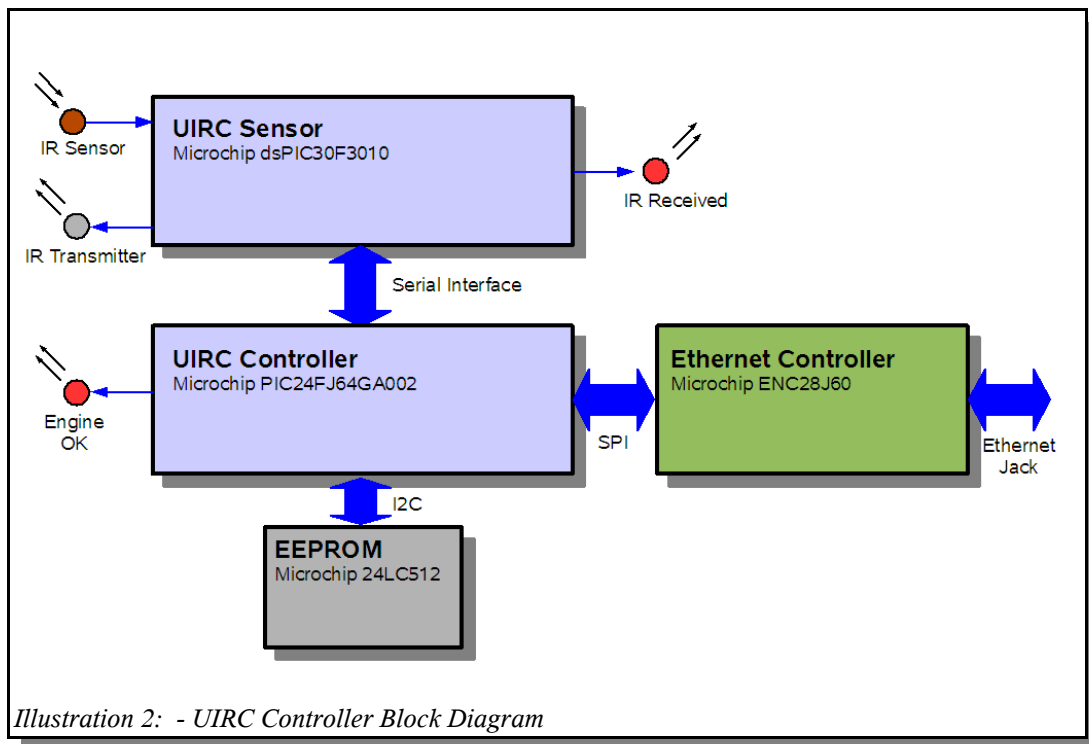 UIRC Sensor
Microchip dsPIC30F3010
IR Sensor
IR Received
IR Transmitter
Serial Interface
UIRC Controller
Microchip PIC24FJ64GA002
Ethernet Controller
Microchip ENC28J60
Engine
OK
SPI
Ethernet
Jack
I2C
EEPROM
Microchip 24LC512
Illustration 2:  - UIRC Controller Block Diagram